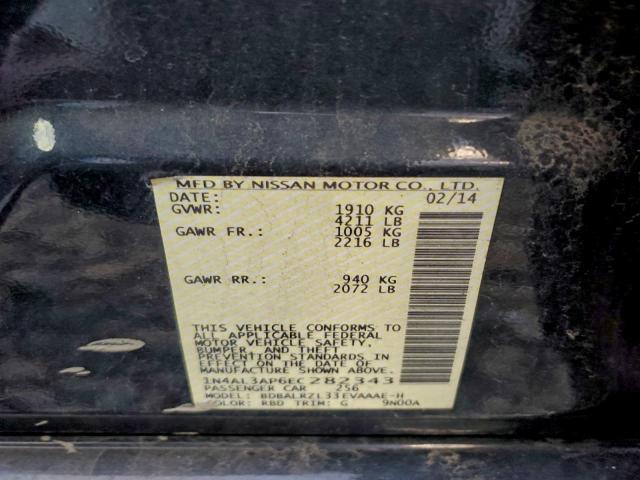 MFD BY NISSAN MOTOR CO., LTD.
DATE: 02/14
GVWR: 1910 KG
4211 LB
GAWR FR.: 1005 KG
2216 LB
GAWR RR.: 940 KG
2072 LB
THIS VEHICLE CONFORMS TO
ALL APPLICABLE FEDERAL
MOTOR VEHICLE SAFETY,
BUMPER, AND THEFT
PREVENTION STANDARDS
IN EFFECT ON THE DATE OF
MANUFACTURE SHOWN ABOVE.
1N4AL3AP6EC282343
PASSENGER CAR 256
MODEL: BDBALRZL33EVAAAE-H
COLOR: RBD TRIM: G 9N00A